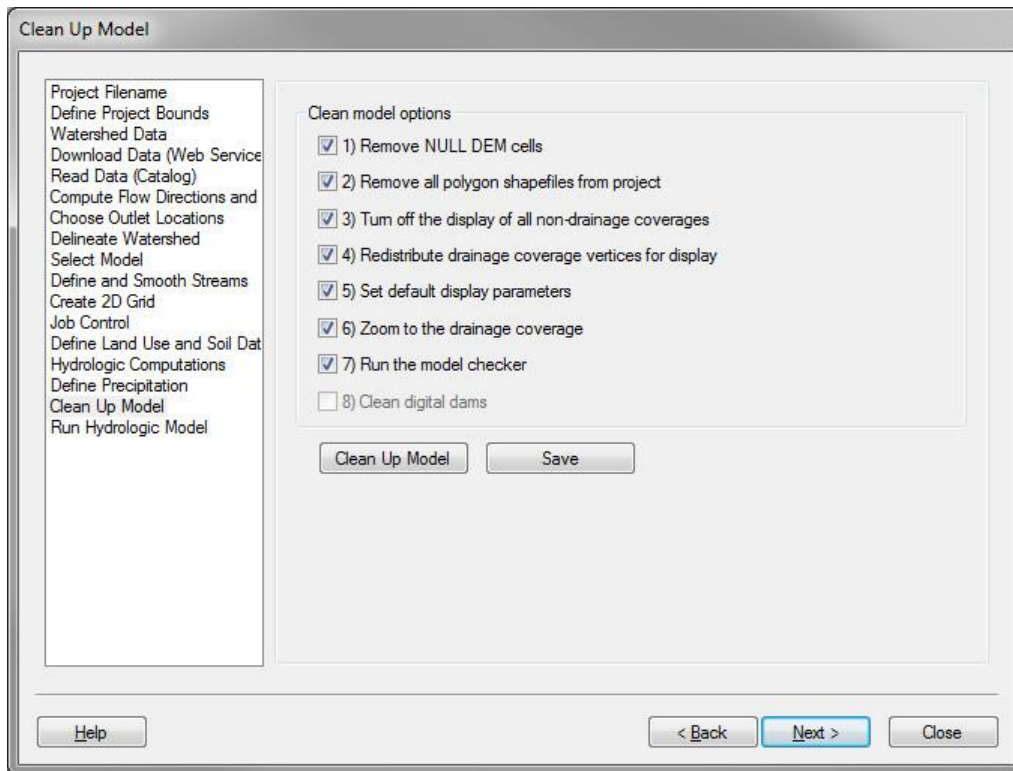 Clean Up Model
Project Filename
Define Project Bounds
Watershed Data
Download Data (Web Service
Read Data (Catalog)
Compute Flow Directions and
Choose Outlet Locations
Delineate Watershed
Select Model
Define and Smooth Streams
Create 2D Grid
Job Control
Define Land Use and Soil Dat
Hydrologic Computations
Define Precipitation
Clean Up Model
Run Hydrologic Model
Clean model options
1) Remove NULL DEM cells
2) Remove all polygon shapefiles from project
3) Turn off the display of all non-drainage coverages
4) Redistribute drainage coverage vertices for display
5) Set default display parameters
6) Zoom to the drainage coverage
7) Run the model checker
8) Clean digital dams
Clean Up Model Save
Help < Back Next > Close